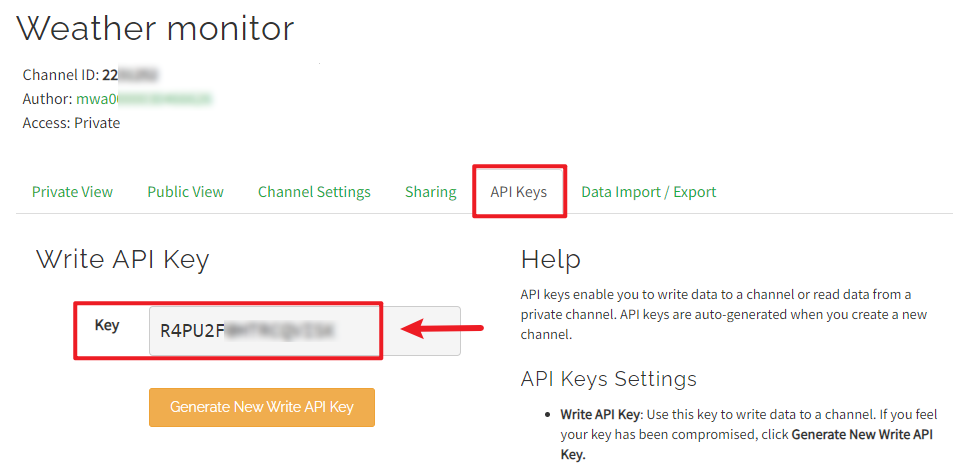 Weather monitor
Channel ID: 22
Author: mwa0
Access: Private
Private View Public View Channel Settings Sharing API Keys Data Import / Export
Write API Key
Key R4PU2F
Generate New Write API Key
Help
API keys enable you to write data to a channel or read data from a
private channel. API keys are auto-generated when you create a new
channel.
API Keys Settings
• Write API Key: Use this key to write data to a channel. If you feel
your key has been compromised, click Generate New Write API
Key.